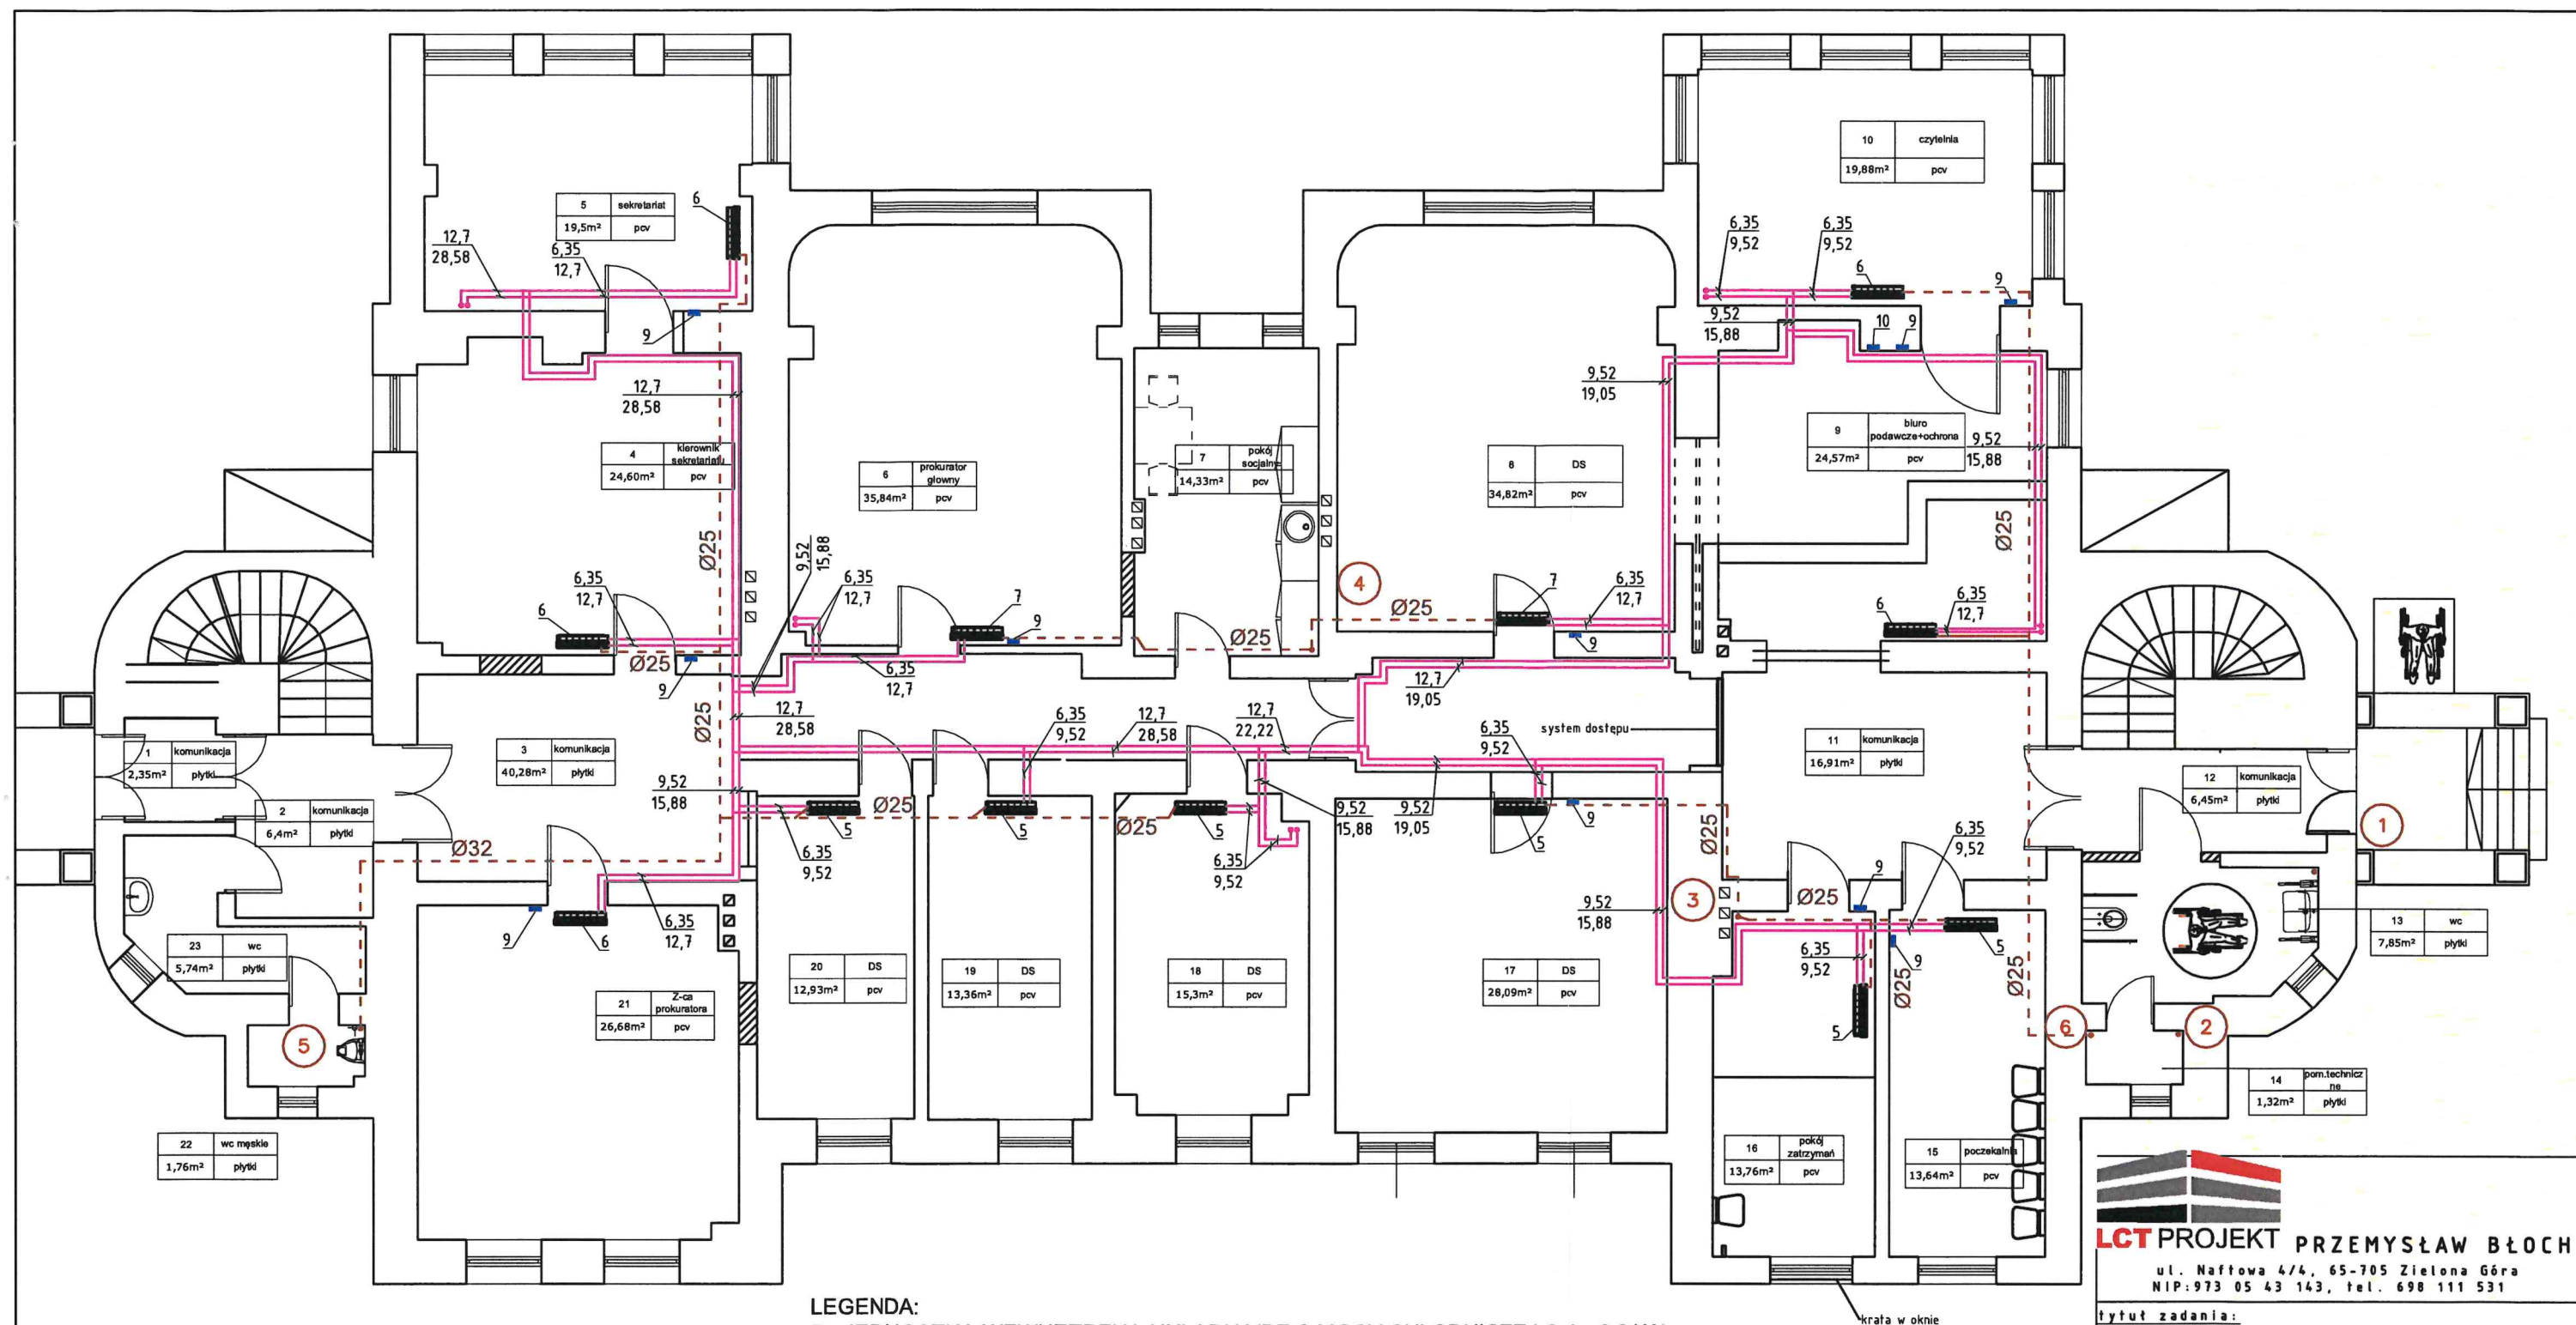 10 czytelnia
19,88m² pcv
5 sekretariat
19,5m² pcv
6
12,7
28,58
6,35
12,7
6,35
9,52
6,35
9,52
6
9
9
9,52
15,88
10
9
12,7
28,58
9,52
19,05
4 kierownik sekretariatu
24,60m² pcv
6 prokurator głowny
35,84m² pcv
7 pokój socjalny
14,33m² pcv
8 DS
34,82m² pcv
9 biuro podawcze+ochrona
24,57m² pcv
9,52
15,88
Ø25
9,52
15,88
Ø25
6,35
12,7
6
6,35
12,7
7
9
4
Ø25
7
6,35
12,7
6
6,35
12,7
Ø25
9
Ø25
9
6,35
12,7
12,7
19,05
Ø25
12,7
28,58
6,35
9,52
12,7
28,58
12,7
22,22
6,35
9,52
system dostępu
1 komunikacja
2,35m² płytki
3 komunikacja
40,28m² płytki
11 komunikacja
16,91m² płytki
12 komunikacja
6,45m² płytki
2 komunikacja
6,4m² płytki
9,52
15,88
Ø25
5
5
Ø25
5
9,52
15,88
9,52
19,05
5
9
Ø25
1
Ø32
6,35
9,52
6,35
9,52
6,35
9,52
9
6
6,35
12,7
9,52
15,88
3
Ø25
9
5
9
13 wc
7,85m² płytki
23 wc
5,74m² płytki
20 DS
12,93m² pcv
19 DS
13,36m² pcv
18 DS
15,3m² pcv
17 DS
28,09m² pcv
6,35
9,52
Ø25
Ø25
21 Z-ca prokuratora
26,68m² pcv
5
5
6
2
14 pom.technicz ne
1,32m² płytki
22 wc męskie
1,76m² płytki
16 pokój zatrzymań
13,76m² pcv
15 poczekalnia
13,64m² pcv
LCT PROJEKT PRZEMYSŁAW BŁOCH
ul. Naftowa 4/4, 65-705 Zielona Góra
NIP:973 05 43 143, tel. 698 111 531
LEGENDA:
krata w oknie
tytuł zadania: